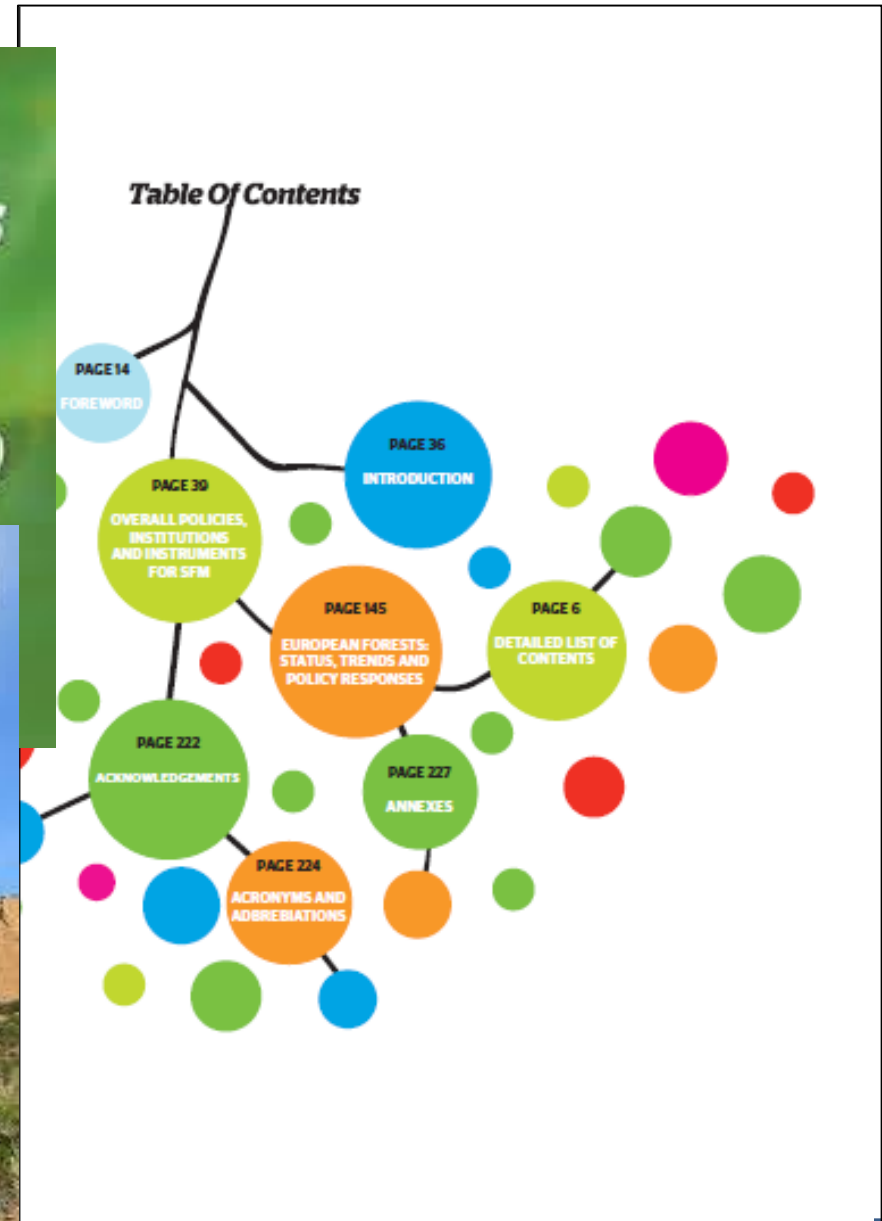 Table Of Contents
PAGE 14
FOREWORD
PAGE 36
INTRODUCTION
PAGE 39
OVERALL POLICIES,
INSTITUTIONS
AND INSTRUMENTS
FOR SFM
PAGE 145
EUROPEAN FORESTS:
STATUS, TRENDS AND
POLICY RESPONSES
PAGE 6
DETAILED LIST OF
CONTENTS
PAGE 222
ACKNOWLEDGEMENTS
PAGE 227
ANNEXES
PAGE 224
ACRONYMS AND
ADBREBIATIONS